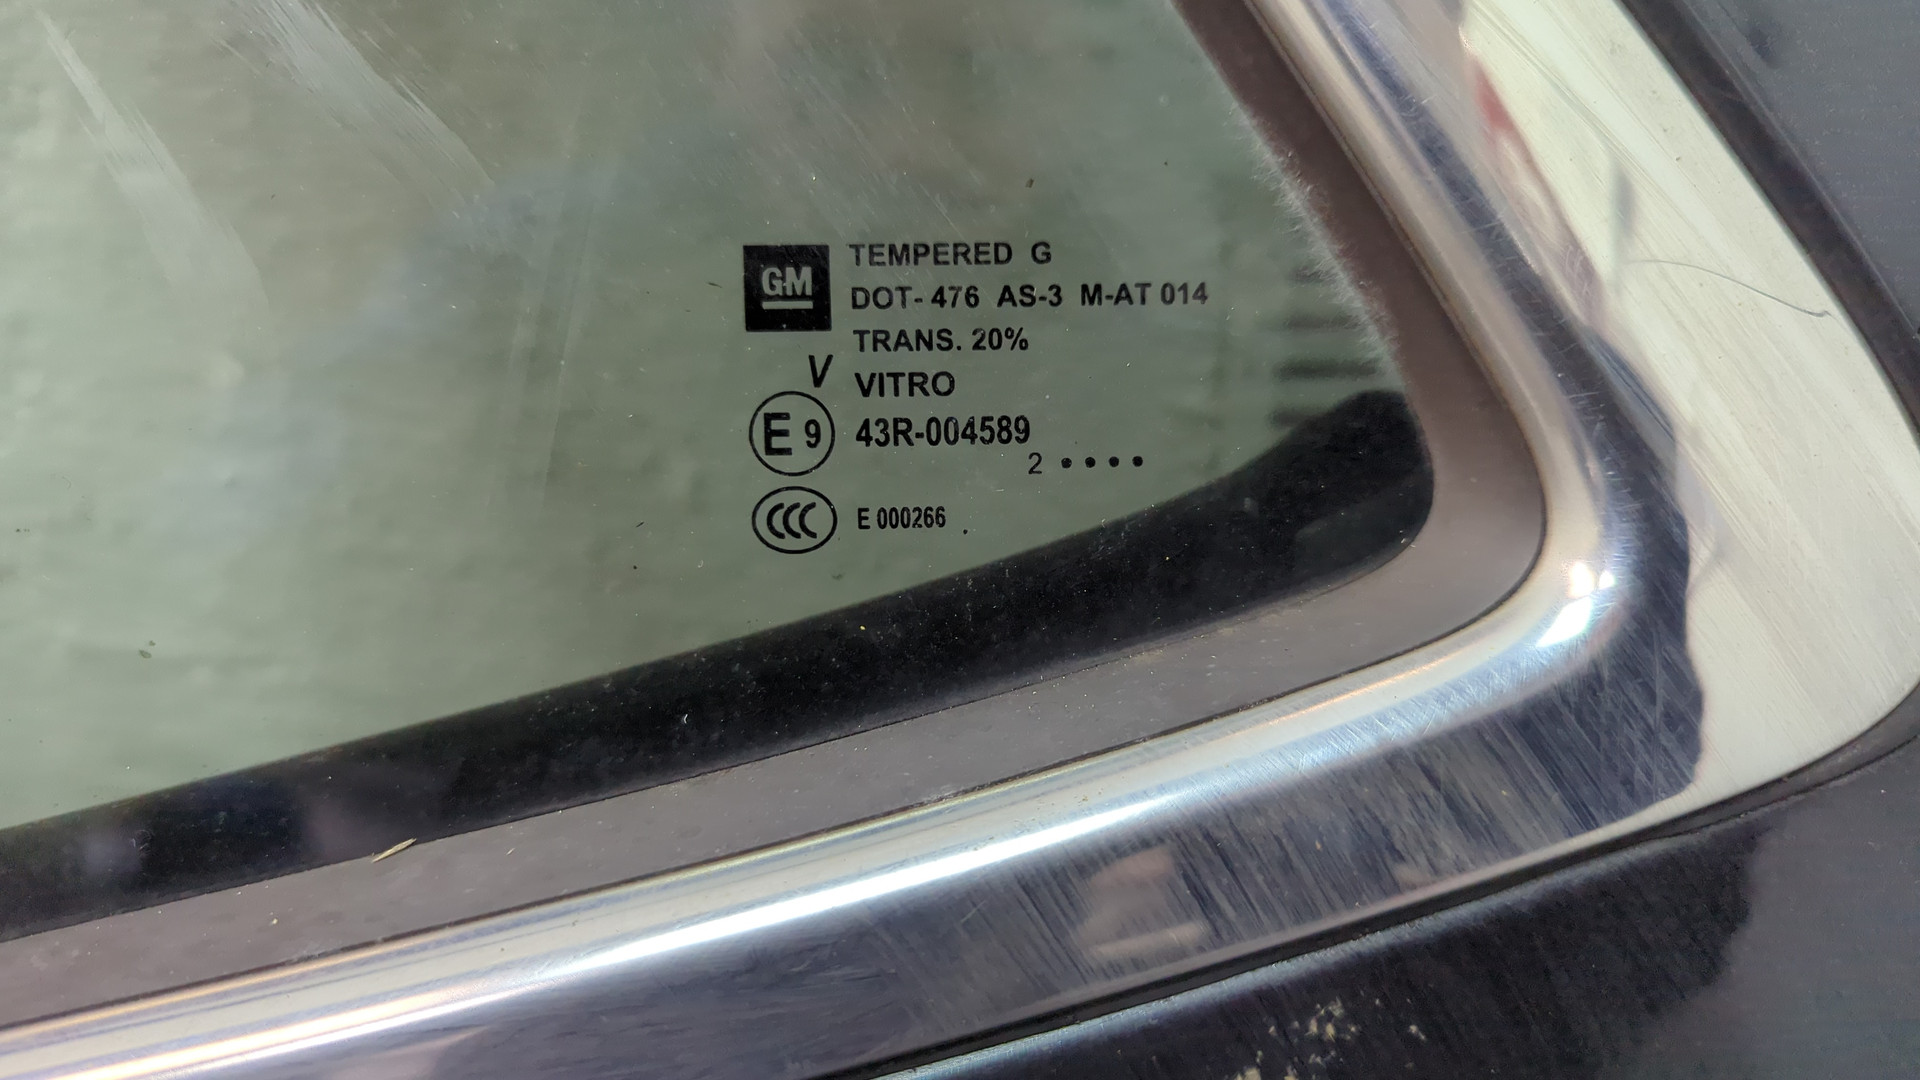 GM
TEMPERED G
DOT- 476 AS-3 M-AT 014
TRANS. 20%
V VITRO
E 9 43R-004589
2 ••••
CCC E 000266 .